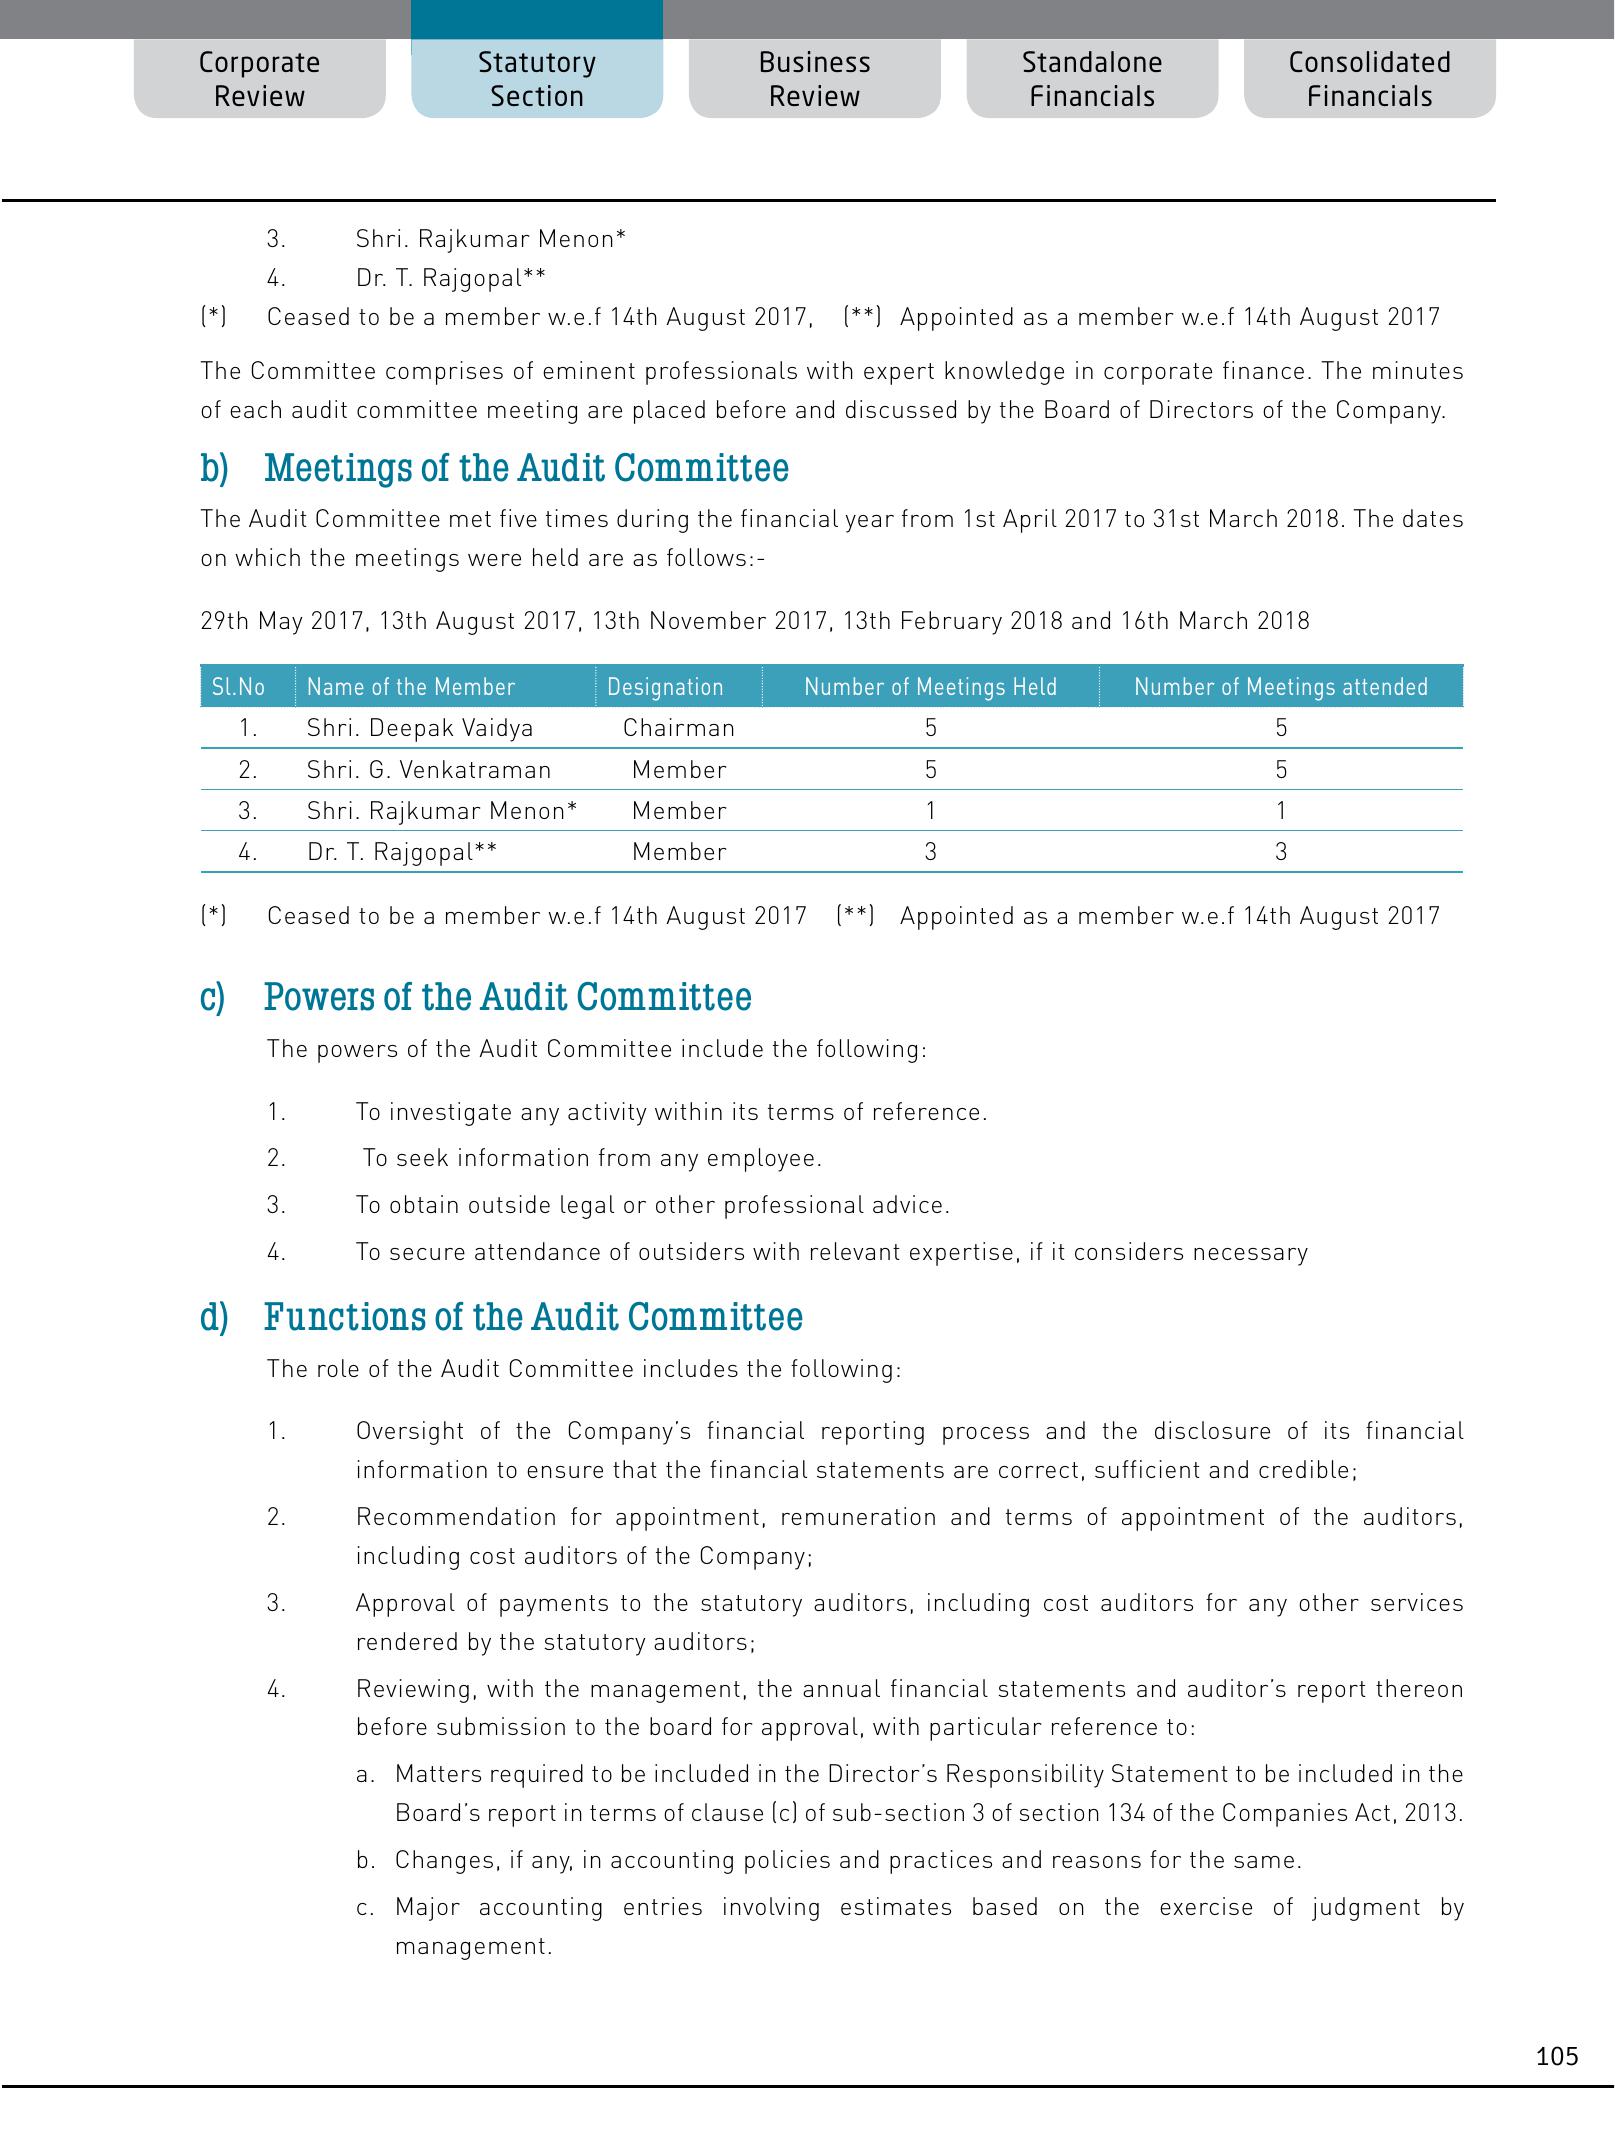 Corporate Review
Statutory Section
Business Review
Standalone Financials
Consolidated Financials
3. Shri. Rajkumar Menon*
4. Dr. T. Rajgopal**
(*) Ceased to be a member w.e.f 14th August 2017, (**) Appointed as a member w.e.f 14th August 2017
The Committee comprises of eminent professionals with expert knowledge in corporate finance. The minutes
of each audit committee meeting are placed before and discussed by the Board of Directors of the Company.
b) Meetings of the Audit Committee
The Audit Committee met five times during the financial year from 1st April 2017 to 31st March 2018. The dates
on which the meetings were held are as follows:-
29th May 2017, 13th August 2017, 13th November 2017, 13th February 2018 and 16th March 2018
Sl.No Name of the Member Designation Number of Meetings Held Number of Meetings attended
1. Shri. Deepak Vaidya Chairman 5 5
2. Shri. G. Venkatraman Member 5 5
3. Shri. Rajkumar Menon* Member 1 1
4. Dr. T. Rajgopal** Member 3 3
(*) Ceased to be a member w.e.f 14th August 2017 (**) Appointed as a member w.e.f 14th August 2017
c) Powers of the Audit Committee
The powers of the Audit Committee include the following:
1. To investigate any activity within its terms of reference.
2. To seek information from any employee.
3. To obtain outside legal or other professional advice.
4. To secure attendance of outsiders with relevant expertise, if it considers necessary
d) Functions of the Audit Committee
The role of the Audit Committee includes the following:
1. Oversight of the Company’s financial reporting process and the disclosure of its financial
information to ensure that the financial statements are correct, sufficient and credible;
2. Recommendation for appointment, remuneration and terms of appointment of the auditors,
including cost auditors of the Company;
3. Approval of payments to the statutory auditors, including cost auditors for any other services
rendered by the statutory auditors;
4. Reviewing, with the management, the annual financial statements and auditor’s report thereon
before submission to the board for approval, with particular reference to:
a. Matters required to be included in the Director’s Responsibility Statement to be included in the
Board’s report in terms of clause (c) of sub-section 3 of section 134 of the Companies Act, 2013.
b. Changes, if any, in accounting policies and practices and reasons for the same.
c. Major accounting entries involving estimates based on the exercise of judgment by
management.
105